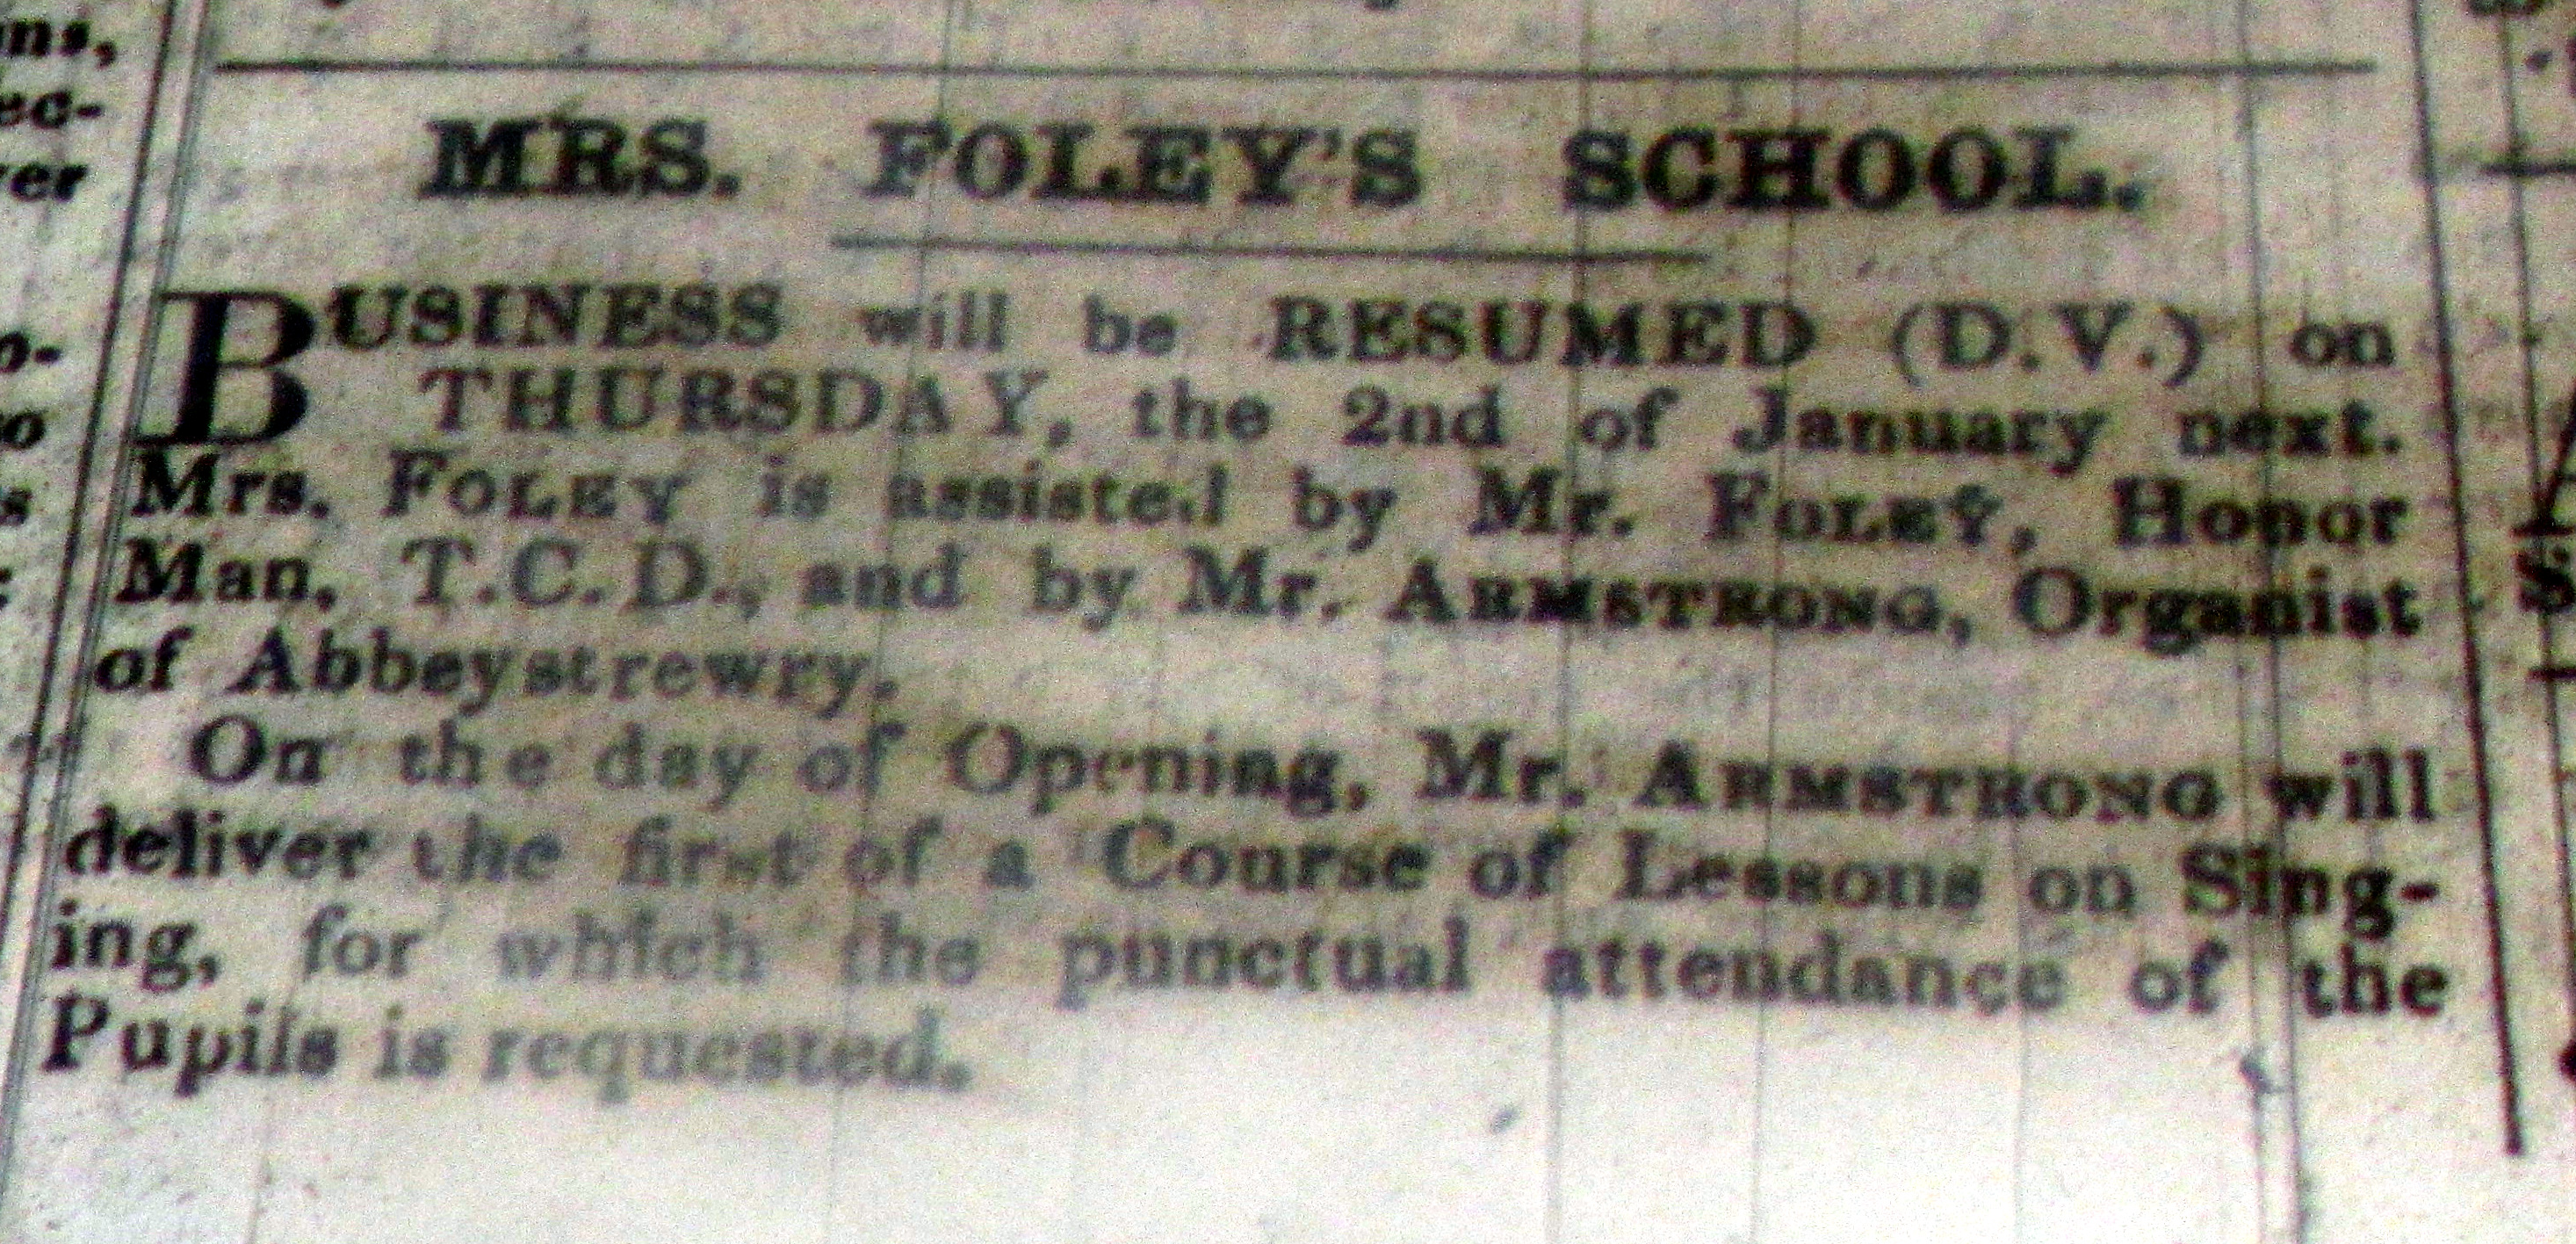 ns,
ec-
ver
o-
o
s
MRS. FOLEY'S SCHOOL.
BUSINESS will be RESUMED (D.V.) on
THURSDAY, the 2nd of January next.
Mrs. FOLEY is assisted by Mr. FOLEY, Honor
Man, T.C.D., and by Mr. ARMSTRONG, Organist
of Abbeystrewry.
On the day of Opening, Mr. ARMSTRONG will
deliver the first of a Course of Lessons on Sing-
ing, for which the punctual attendance of the
Pupils is requested.